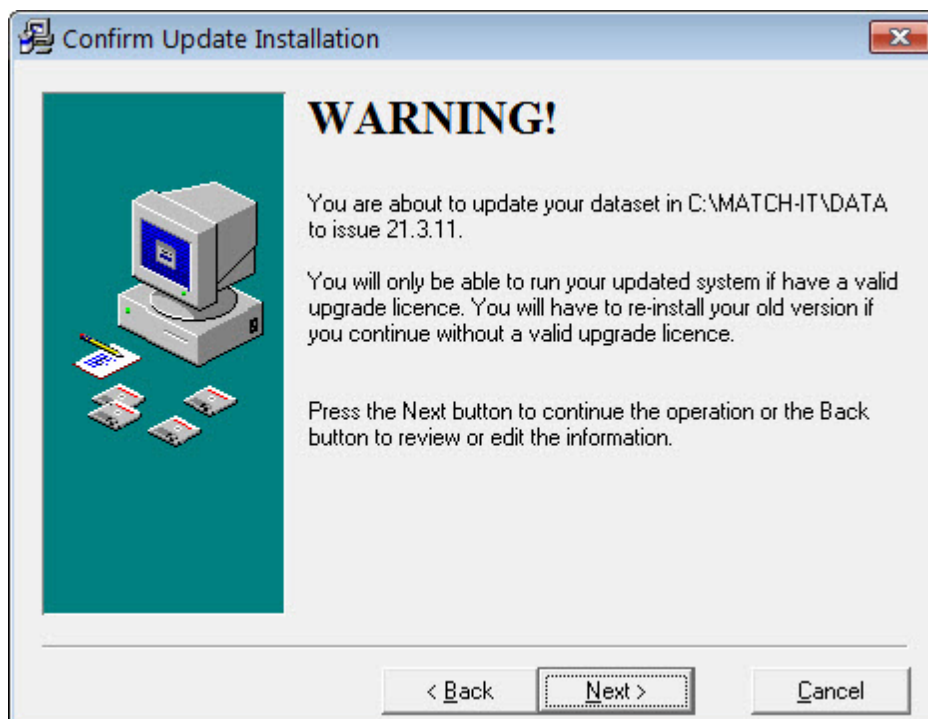 Confirm Update Installation
WARNING!
You are about to update your dataset in C:\MATCH-IT\DATA
to issue 21.3.11.
You will only be able to run your updated system if have a valid
upgrade licence. You will have to re-install your old version if
you continue without a valid upgrade licence.
Press the Next button to continue the operation or the Back
button to review or edit the information.
< Back
Next >
Cancel